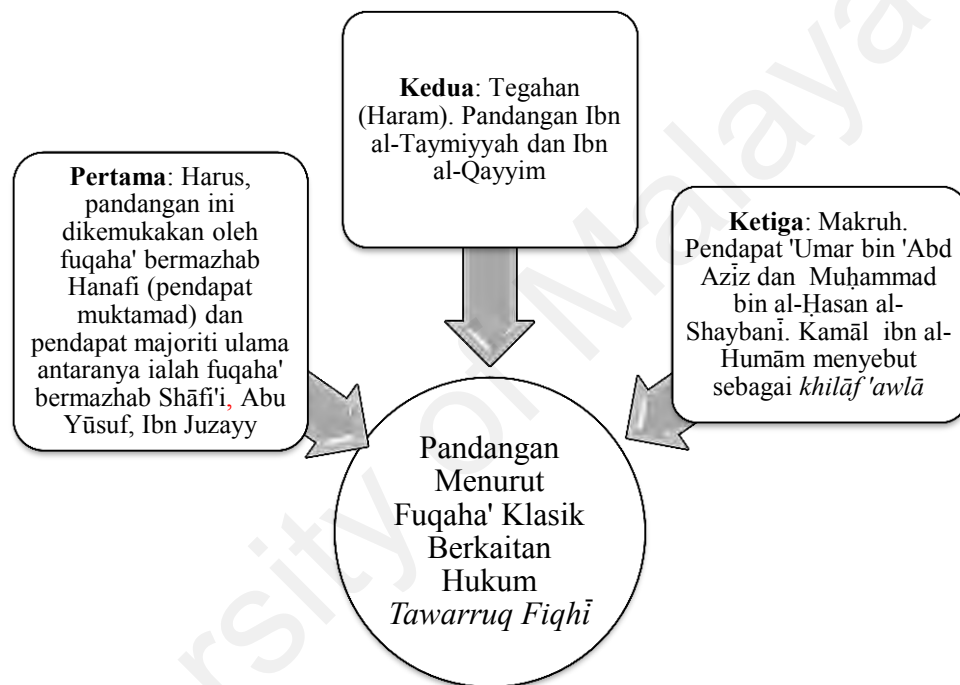 Pertama: Harus,
pandangan ini
dikemukakan oleh
fuqaha' bermazhab
Hanafi (pendapat
muktamad) dan
pendapat majoriti ulama
antaranya ialah fuqaha'
bermazhab Shāfi'i, Abu
Yūsuf, Ibn Juzayy
Kedua: Tegahan
(Haram). Pandangan Ibn
al-Taymiyyah dan Ibn
al-Qayyim
Ketiga: Makruh.
Pendapat 'Umar bin 'Abd
Azīz dan Muḥammad
bin al-Ḥasan al-
Shaybanī. Kamāl ibn al-
Humām menyebut
sebagai khilāf 'awlā
Pandangan
Menurut
Fuqaha' Klasik
Berkaitan
Hukum
Tawarruq Fiqhī
rsity of Malaya